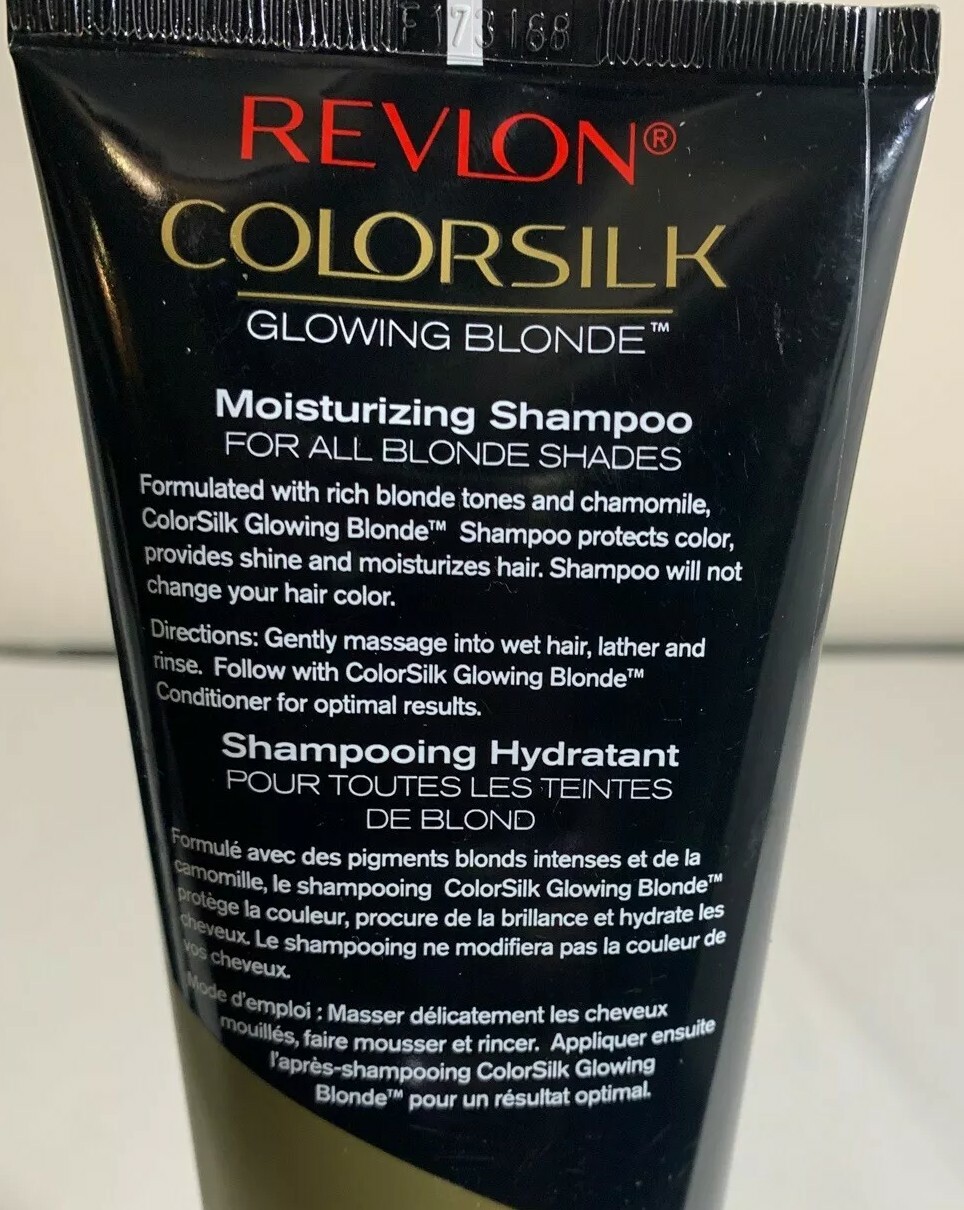 F173168
REVLON®
COLORSILK
GLOWING BLONDE™
Moisturizing Shampoo
FOR ALL BLONDE SHADES
Formulated with rich blonde tones and chamomile,
ColorSilk Glowing Blonde™ Shampoo protects color,
provides shine and moisturizes hair. Shampoo will not
change your hair color.
Directions: Gently massage into wet hair, lather and
rinse. Follow with ColorSilk Glowing Blonde™
Conditioner for optimal results.
Shampooing Hydratant
POUR TOUTES LES TEINTES
DE BLOND
Formulé avec des pigments blonds intenses et de la
camomille, le shampooing ColorSilk Glowing Blonde™
protège la couleur, procure de la brillance et hydrate les
cheveux. Le shampooing ne modifiera pas la couleur de
vos cheveux.
Mode d'emploi : Masser délicatement les cheveux
mouillés, faire mousser et rincer. Appliquer ensuite
l'après-shampooing ColorSilk Glowing
Blonde™ pour un résultat optimal.